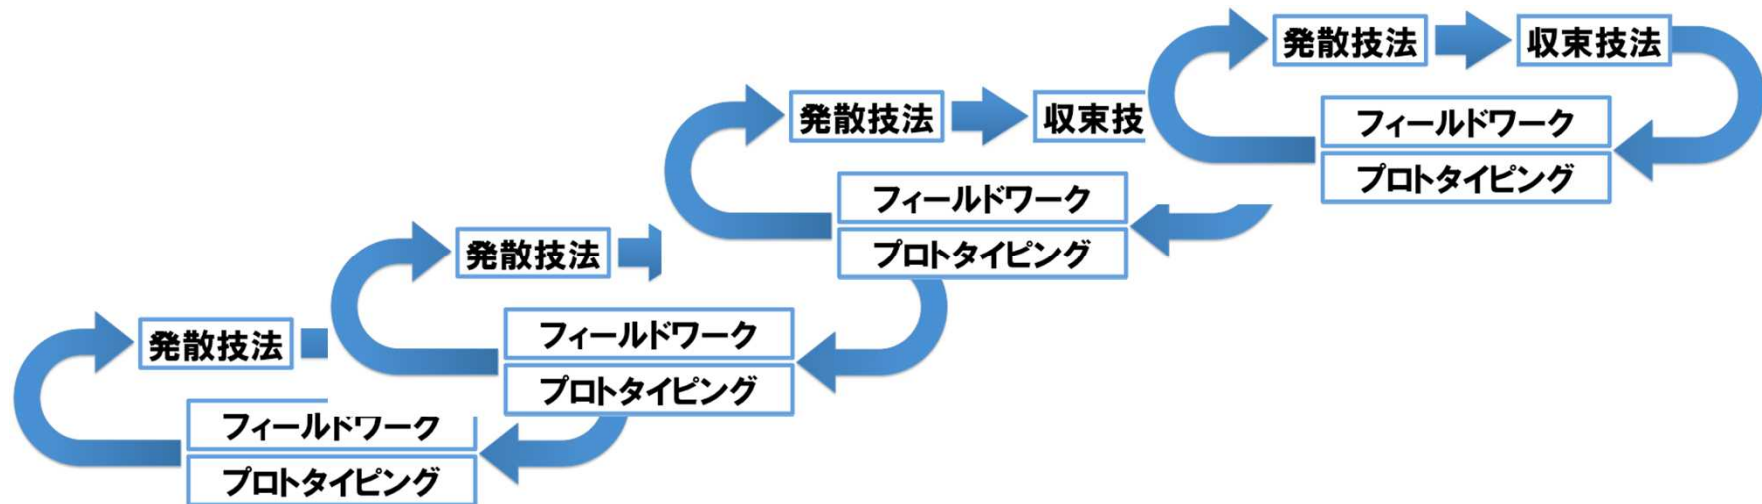 発散技法
収束技法
フィールドワーク
プロトタイピング
発散技法
収束技
フィールドワーク
プロトタイピング
発散技法
フィールドワーク
プロトタイピング
発散技法
フィールドワーク
プロトタイピング